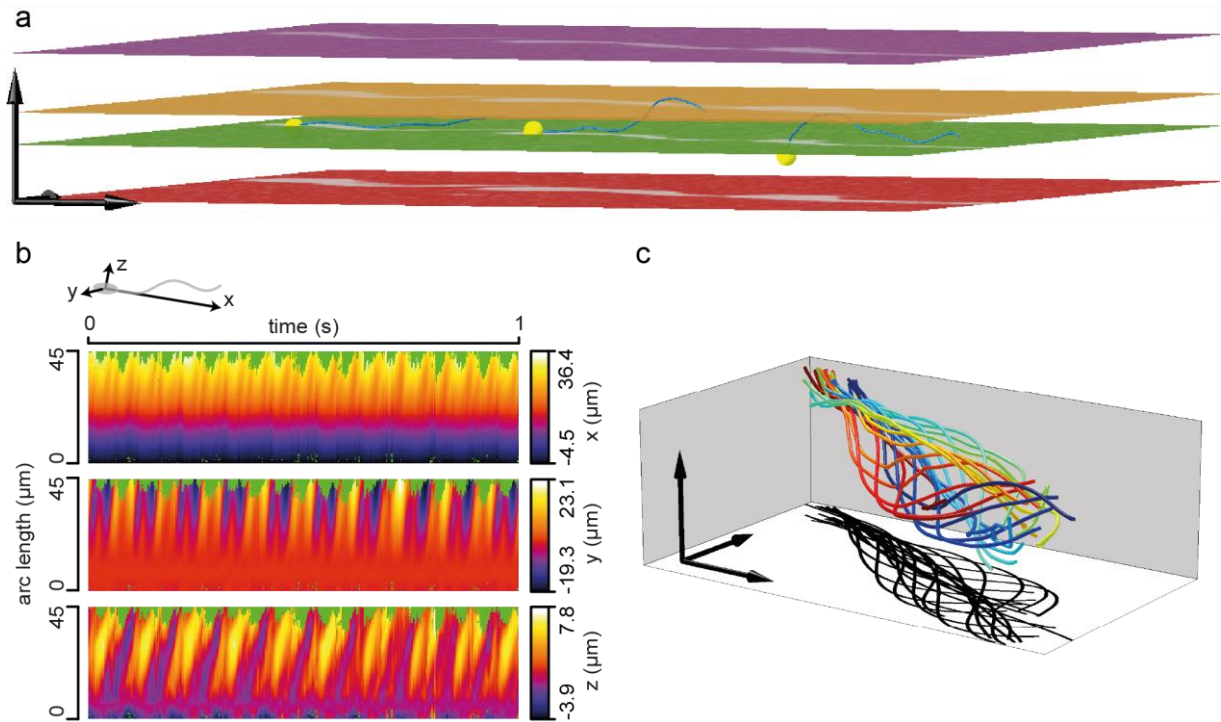 a
b
c
z
y
x
0
time (s)
1
arc length (µm)
45
0
36.4
-4.5
x (µm)
45
0
23.1
-19.3
y (µm)
45
0
7.8
-3.9
z (µm)